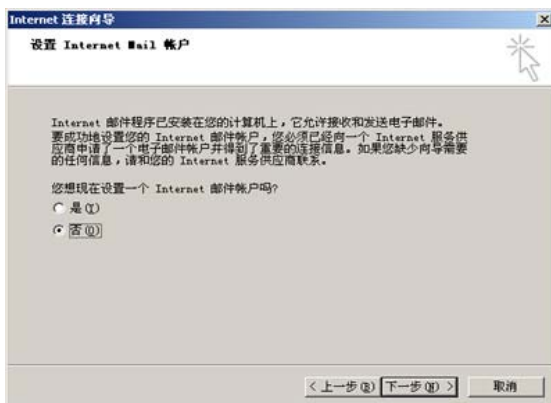 Internet 连接向导
设置 Internet Mail 帐户
Internet 邮件程序已安装在您的计算机上，它允许接收和发送电子邮件。
要成功地设置您的 Internet 邮件帐户，您必须已经向一个 Internet 服务供
应商申请了一个电子邮件帐户并得到了重要的连接信息。如果您缺少向导需要
的任何信息，请和您的 Internet 服务供应商联系。
您想现在设置一个 Internet 邮件帐户吗?
是(Y)
否(O)
< 上一步(B) 下一步(N) > 取消